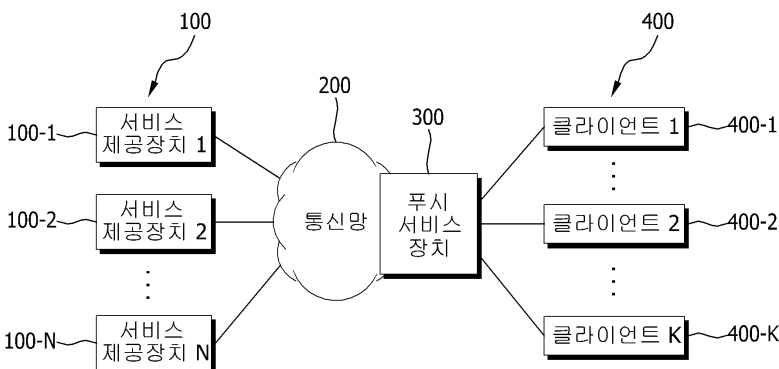 100
400
200
300
100-1
서비스
제공장치 1
클라이언트 1
400-1
100-2
서비스
제공장치 2
통신망
푸시
서비스
장치
클라이언트 2
400-2
100-N
서비스
제공장치 N
클라이언트 K
400-K